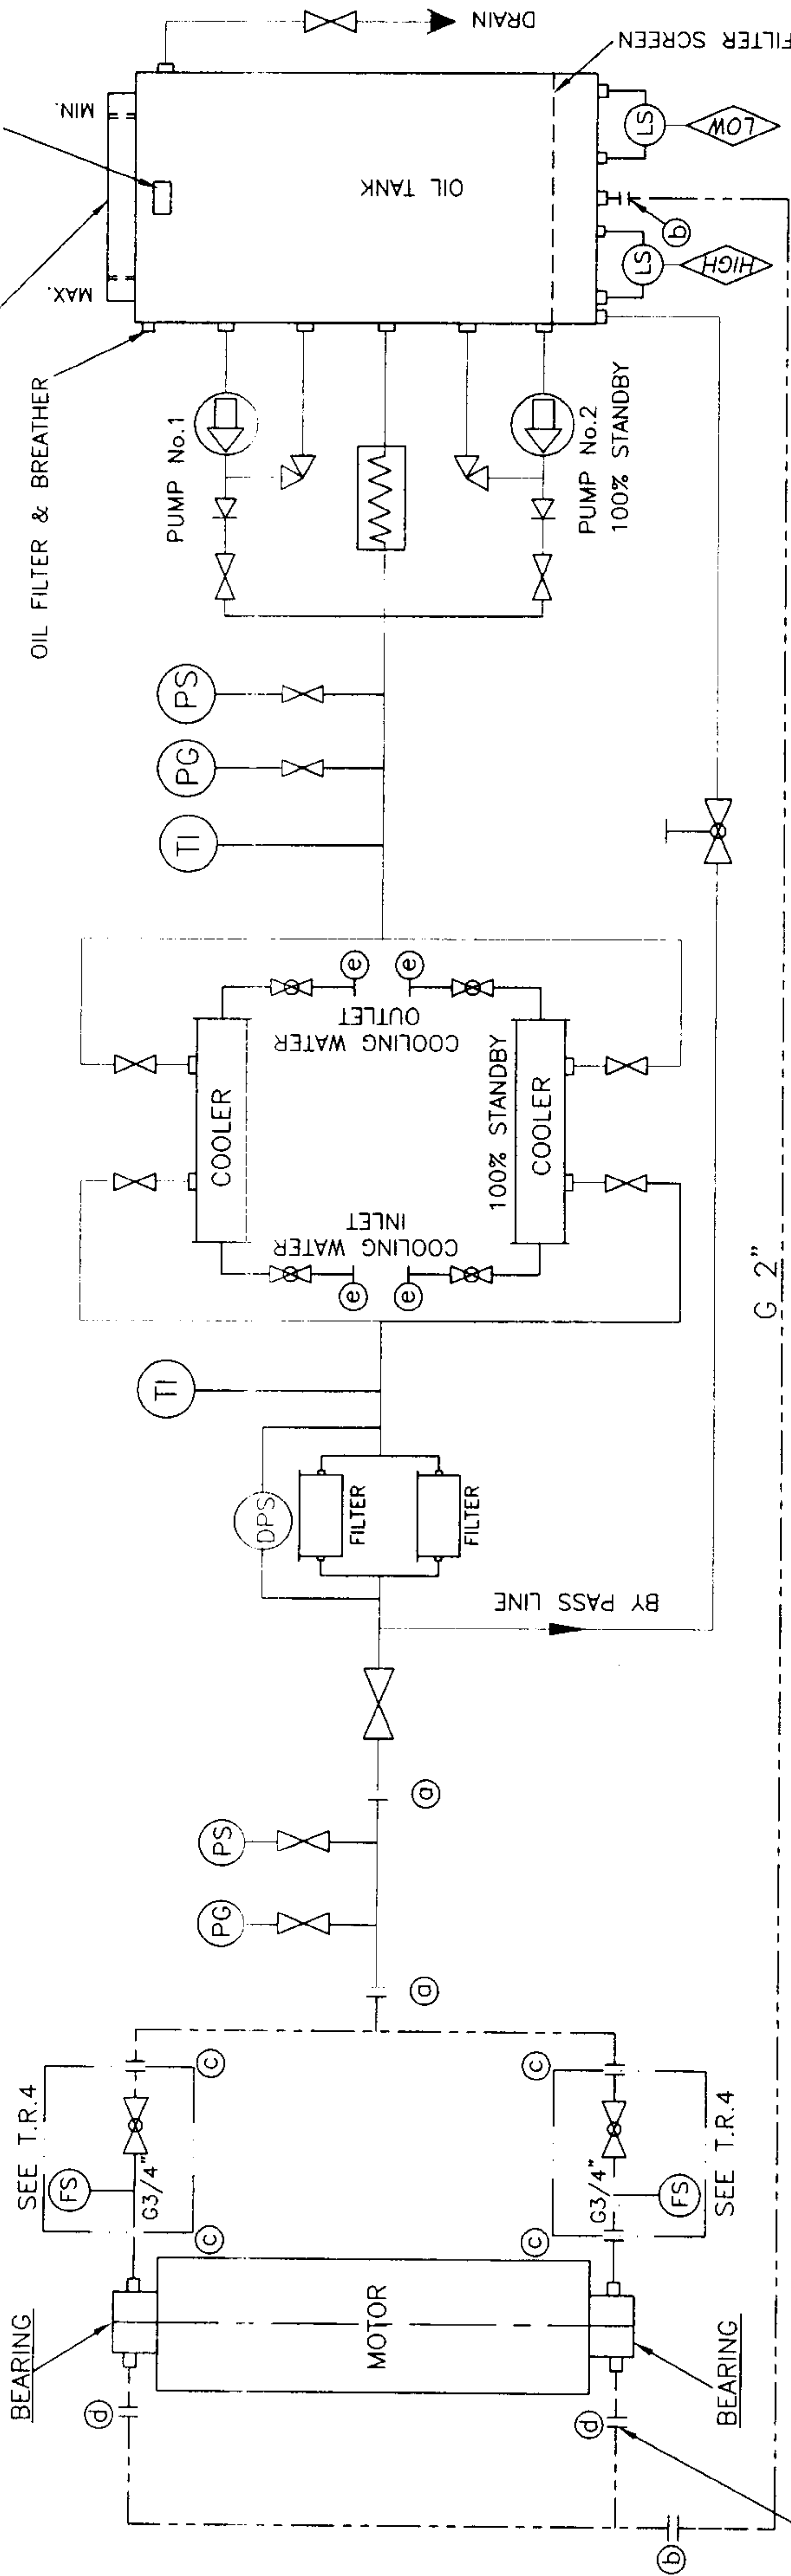 DRAIN
FILTER SCREEN
MIN.
MAX.
OIL TANK
LS
LOW
b
LS
HIGH
OIL FILTER & BREATHER
PUMP No.1
PUMP No.2
100% STANDBY
PS
PG
TI
e
e
COOLING WATER
OUTLET
COOLER
100% STANDBY
COOLER
COOLING WATER
INLET
e
e
G 2"
TI
DPS
FILTER
FILTER
BY PASS LINE
a
PS
PG
a
SEE T.R.4
FS
G3/4"
c
c
c
c
G3/4"
FS
SEE T.R.4
BEARING
MOTOR
BEARING
d
d
b